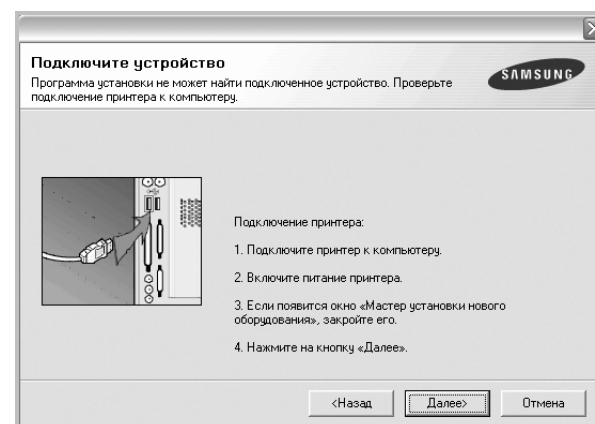 Подключите устройство
Программа установки не может найти подключенное устройство. Проверьте
подключение принтера к компьютеру.
SAMSUNG
Подключение принтера:
1. Подключите принтер к компьютеру.
2. Включите питание принтера.
3. Если появится окно «Мастер установки нового
оборудования», закройте его.
4. Нажмите на кнопку «Далее».
<Назад
Далее>
Отмена